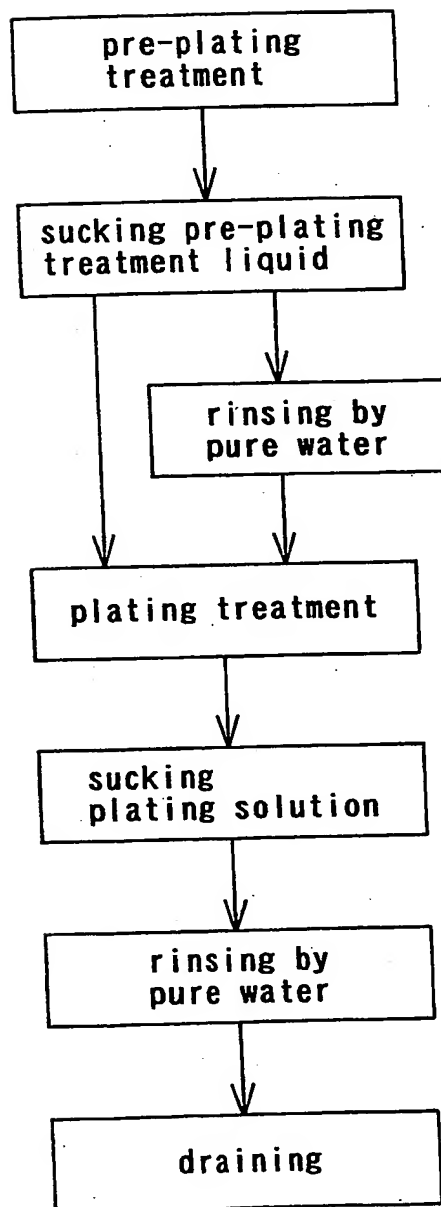 pre-plating
treatment
sucking pre-plating
treatment liquid
rinsing by
pure water
plating treatment
sucking
plating solution
rinsing by
pure water
draining